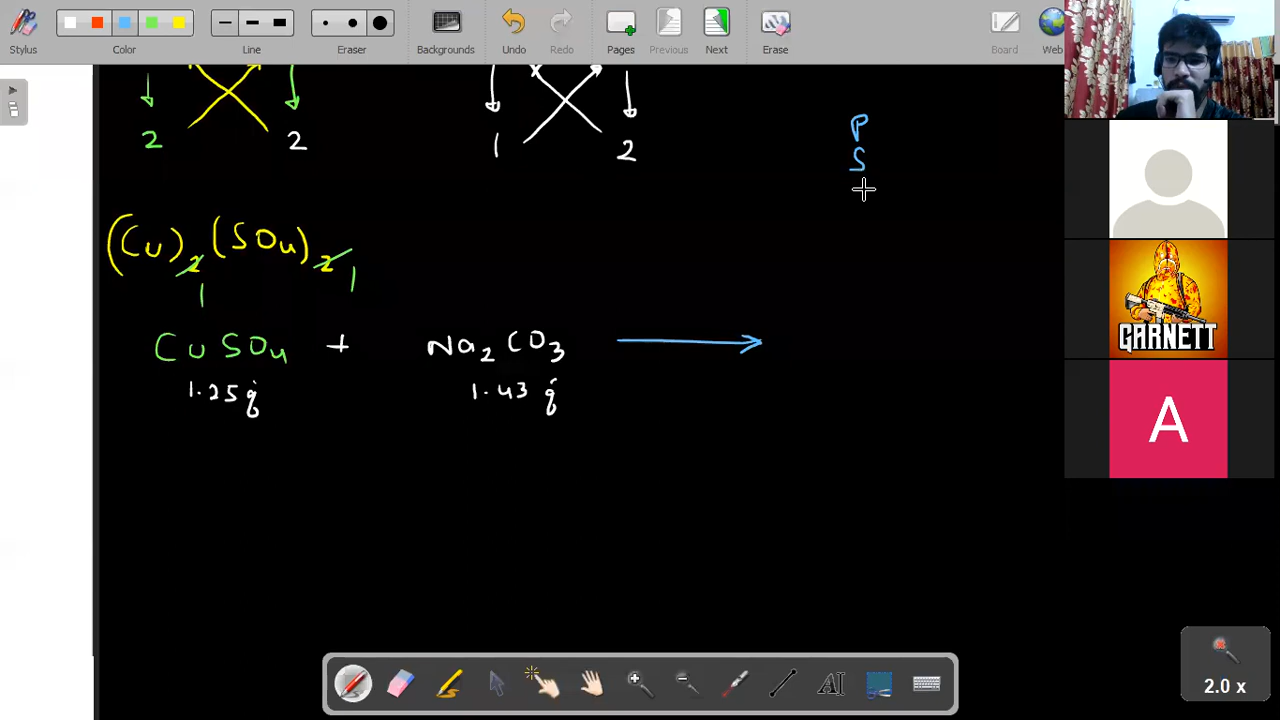 Stylus Color Line Eraser Backgrounds Undo Redo Pages Previous Next Erase Board Web
2 2 1 2
P
S
(Cu)2 (SO4)2
1 1
CuSO4 + Na2CO3
1.25g 1.43g
GARNETT
A
2.0 x